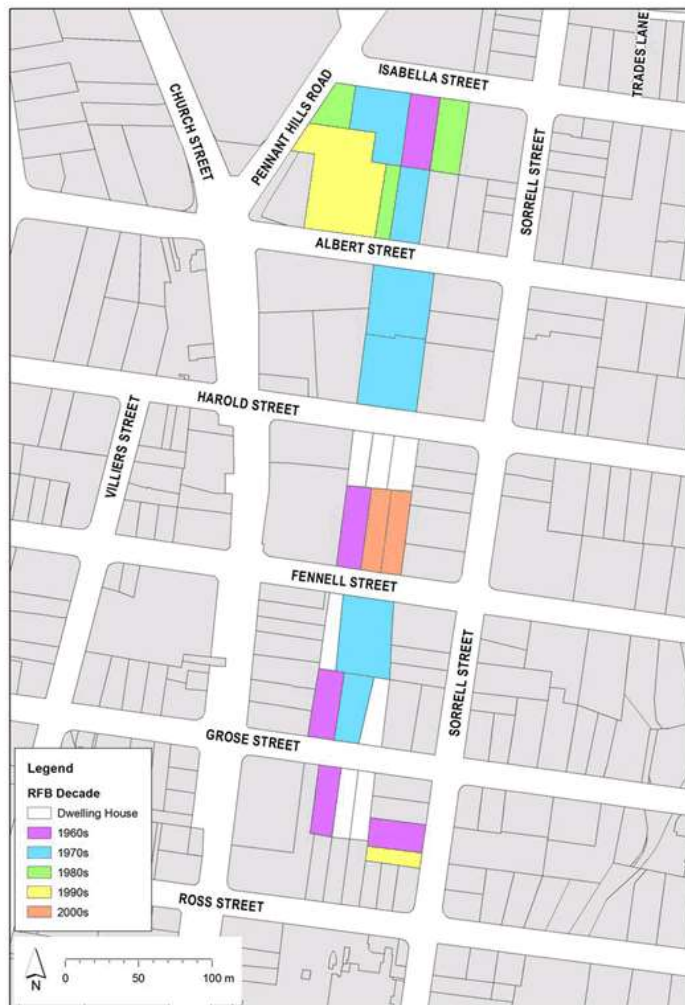 TRADES LANE
ISABELLA STREET
CHURCH STREET
PENNANT HILLS ROAD
SORRELL STREET
ALBERT STREET
HAROLD STREET
VILLIERS STREET
FENNELL STREET
SORRELL STREET
GROSE STREET
ROSS STREET
Legend
RFB Decade
Dwelling House
1960s
1970s
1980s
1990s
2000s
N
0 50 100 m